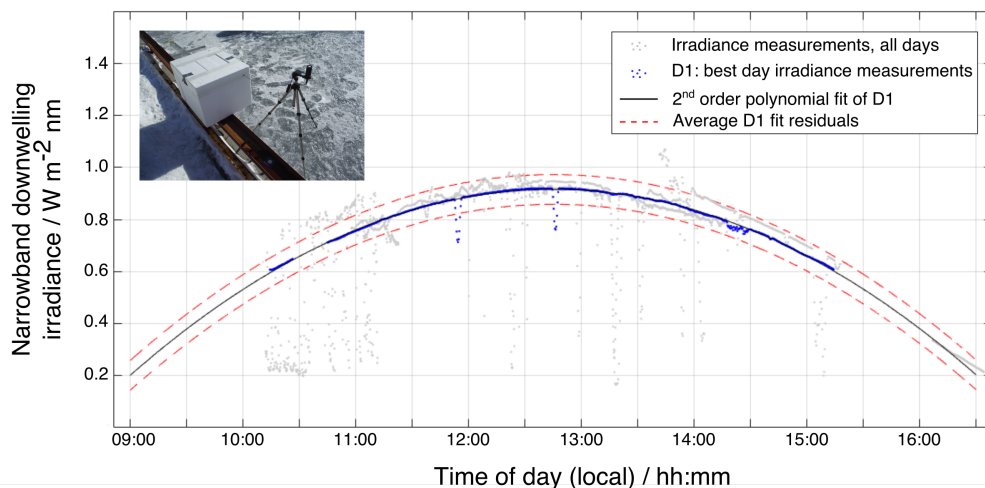 Irradiance measurements, all days
D1: best day irradiance measurements
2nd order polynomial fit of D1
Average D1 fit residuals
Narrowband downwelling
irradiance / W m-2 nm
1.4
1.2
1.0
0.8
0.6
0.4
0.2
09:00 10:00 11:00 12:00 13:00 14:00 15:00 16:00
Time of day (local) / hh:mm